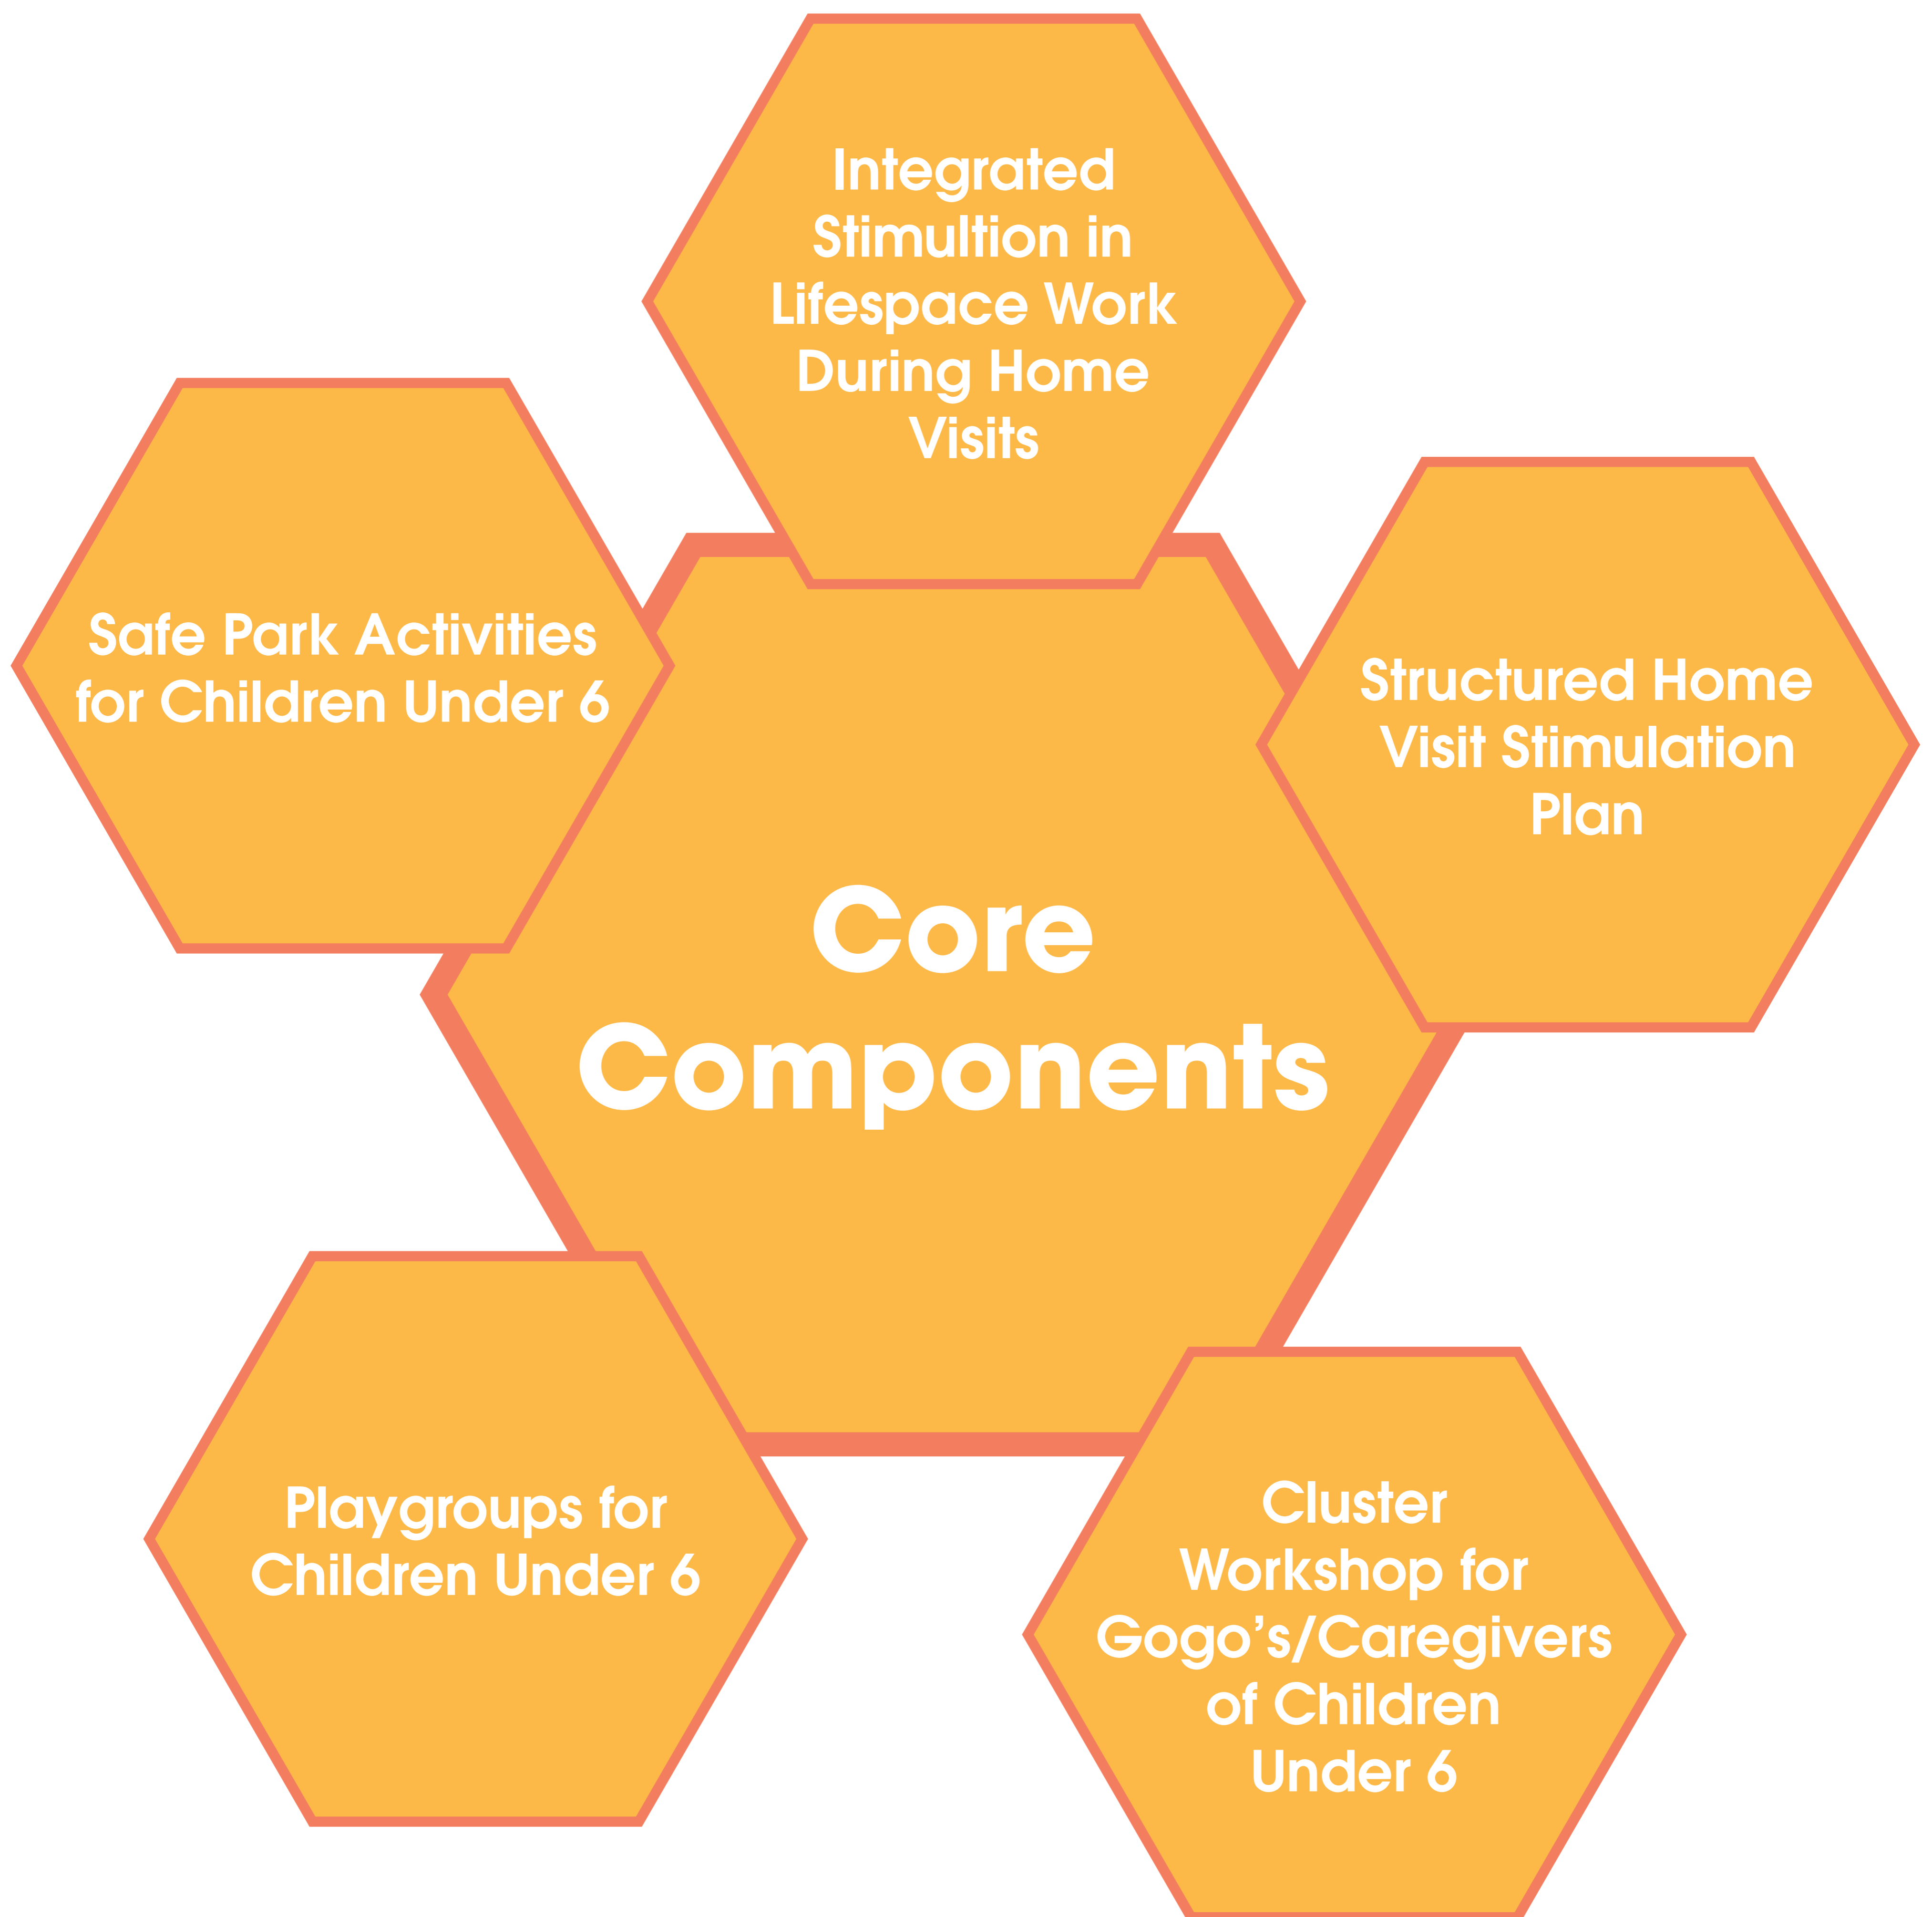 Integrated
Stimultion in
Lifespace Work
During Home
Visits
Safe Park Activities
for Children Under 6
Structured Home
Visit Stimulation
Plan
Core
Components
Playgroups for
Children Under 6
Cluster
Workshop for
Gogo’s/Caregivers
of Children
Under 6